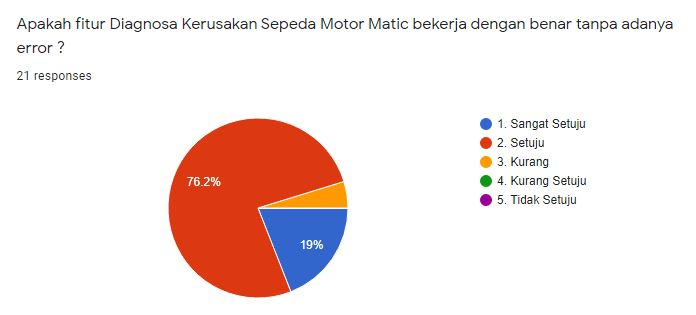 Apakah fitur Diagnosa Kerusakan Sepeda Motor Matic bekerja dengan benar tanpa adanya
error ?
21 responses
76.2%
19%
1. Sangat Setuju
2. Setuju
3. Kurang
4. Kurang Setuju
5. Tidak Setuju